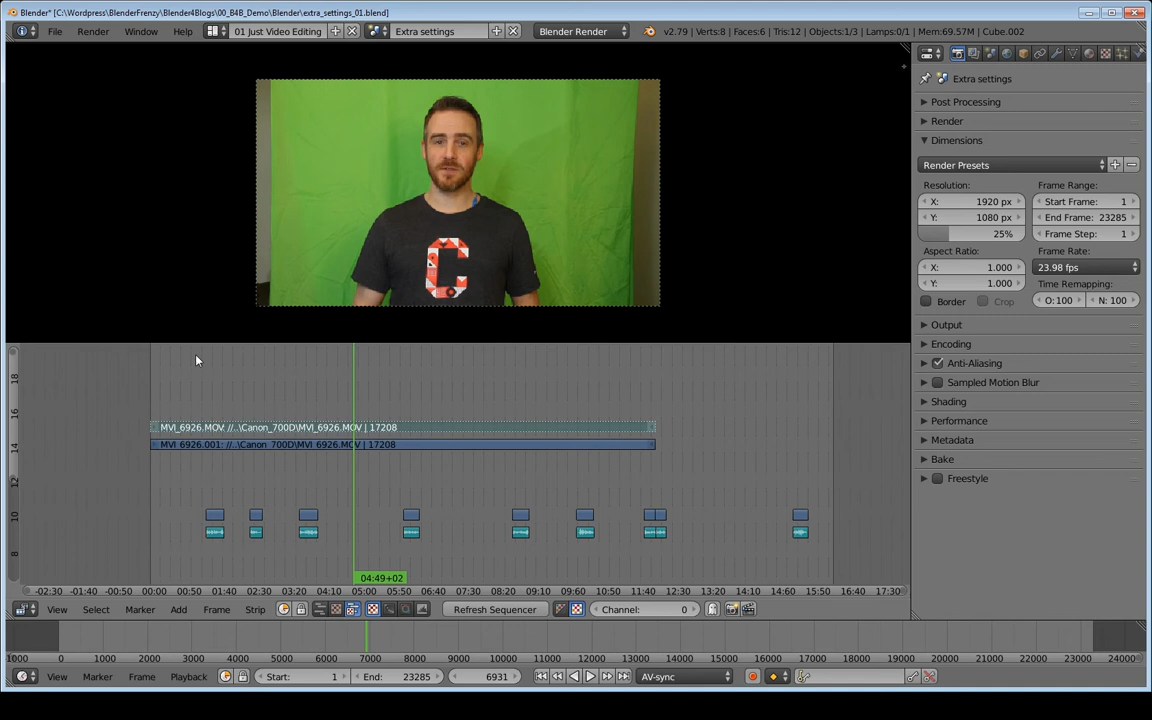 Blender* [C:\Wordpress\BlenderFrenzy\Blender4Blogs\00_B4B_Demo\Blender\extra_settings_01.blend]
File Render Window Help 01 Just Video Editing Extra settings Blender Render v2.79 | Verts:8 | Faces:6 | Tris:12 | Objects:1/3 | Lamps:0/1 | Mem:69.57M | Cube.002
Extra settings
Post Processing
Render
Dimensions
Render Presets
Resolution: Frame Range:
X: 1920 px Start Frame: 1
Y: 1080 px End Frame: 23285
25% Frame Step: 1
Aspect Ratio: Frame Rate:
X: 1.000 23.98 fps
Y: 1.000 Time Remapping:
Border Crop O: 100 N: 100
Output
Encoding
Anti-Aliasing
Sampled Motion Blur
Shading
Performance
Metadata
Bake
Freestyle
C
18
16
MVI_6926.MOV: //..\Canon_700D\MVI_6926.MOV | 17208
MVI_6926.001: //..\Canon_700D\MVI_6926.MOV | 17208
14
12
10
8
04:49+02
-02:30 -01:40 -00:50 00:00 00:50 01:40 02:30 03:20 04:10 05:00 05:50 06:40 07:30 08:20 09:10 09:60 10:50 11:40 12:30 13:20 14:10 14:60 15:50 16:40 17:30
View Select Marker Add Frame Strip Refresh Sequencer Channel: 0
1000 0 1000 2000 3000 4000 5000 6000 7000 8000 9000 10000 11000 12000 13000 14000 15000 16000 17000 18000 19000 20000 21000 22000 23000 24000
View Marker Frame Playback Start: 1 End: 23285 6931 AV-sync